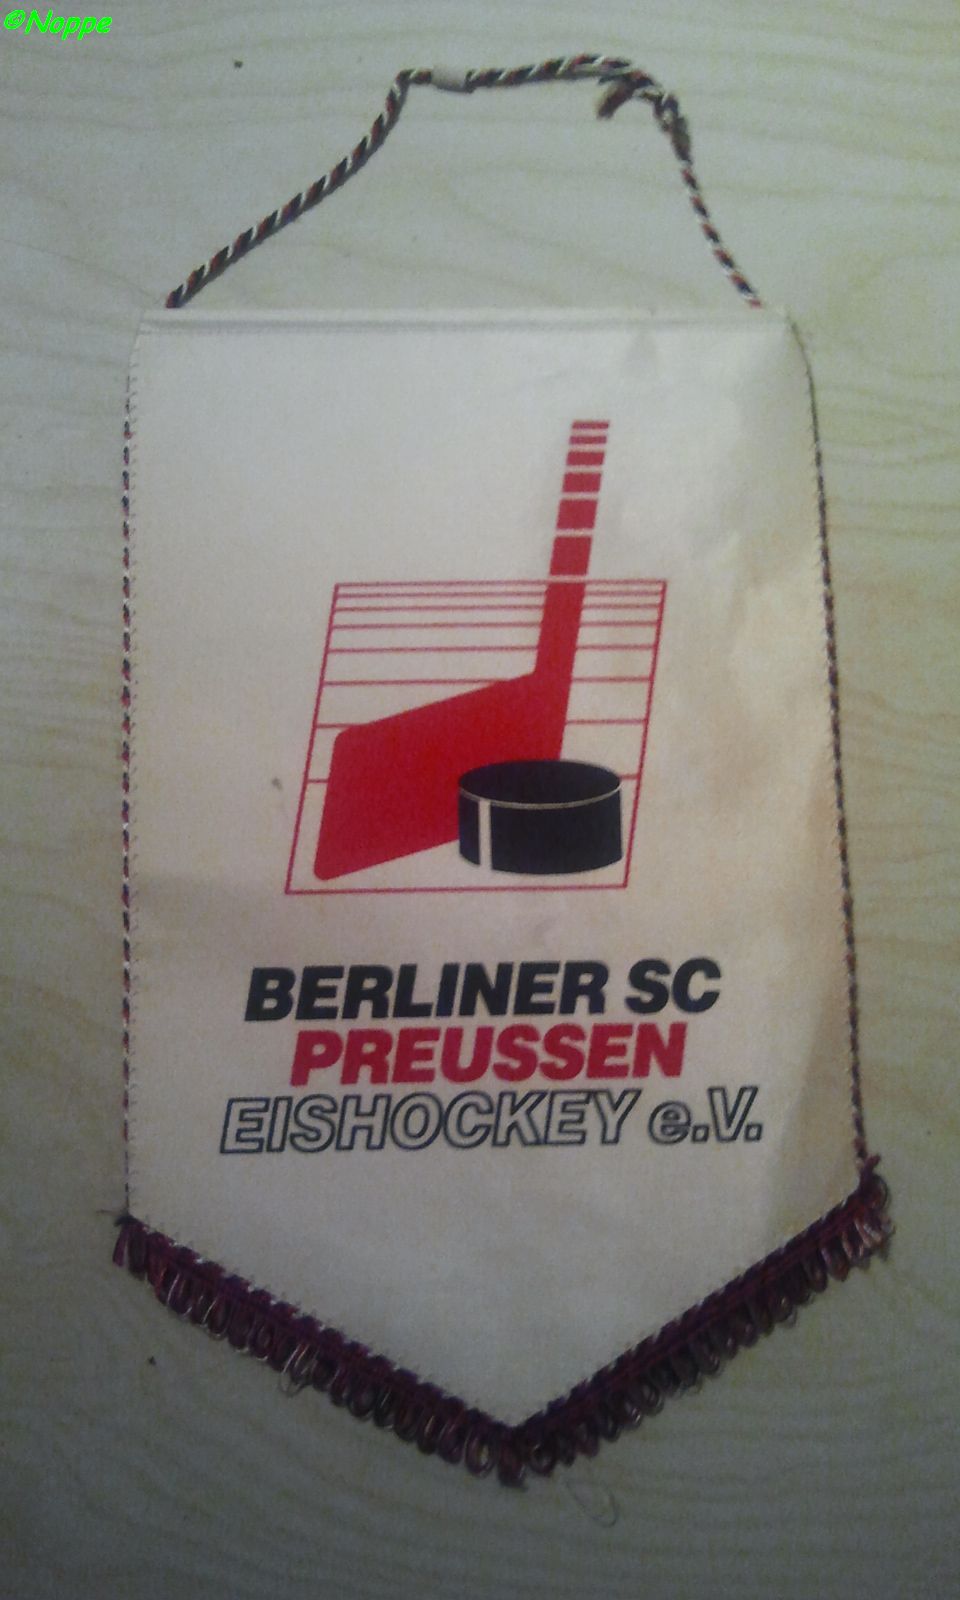 ©Noppe
BERLINER SC
PREUSSEN
EISHOCKEY e.V.